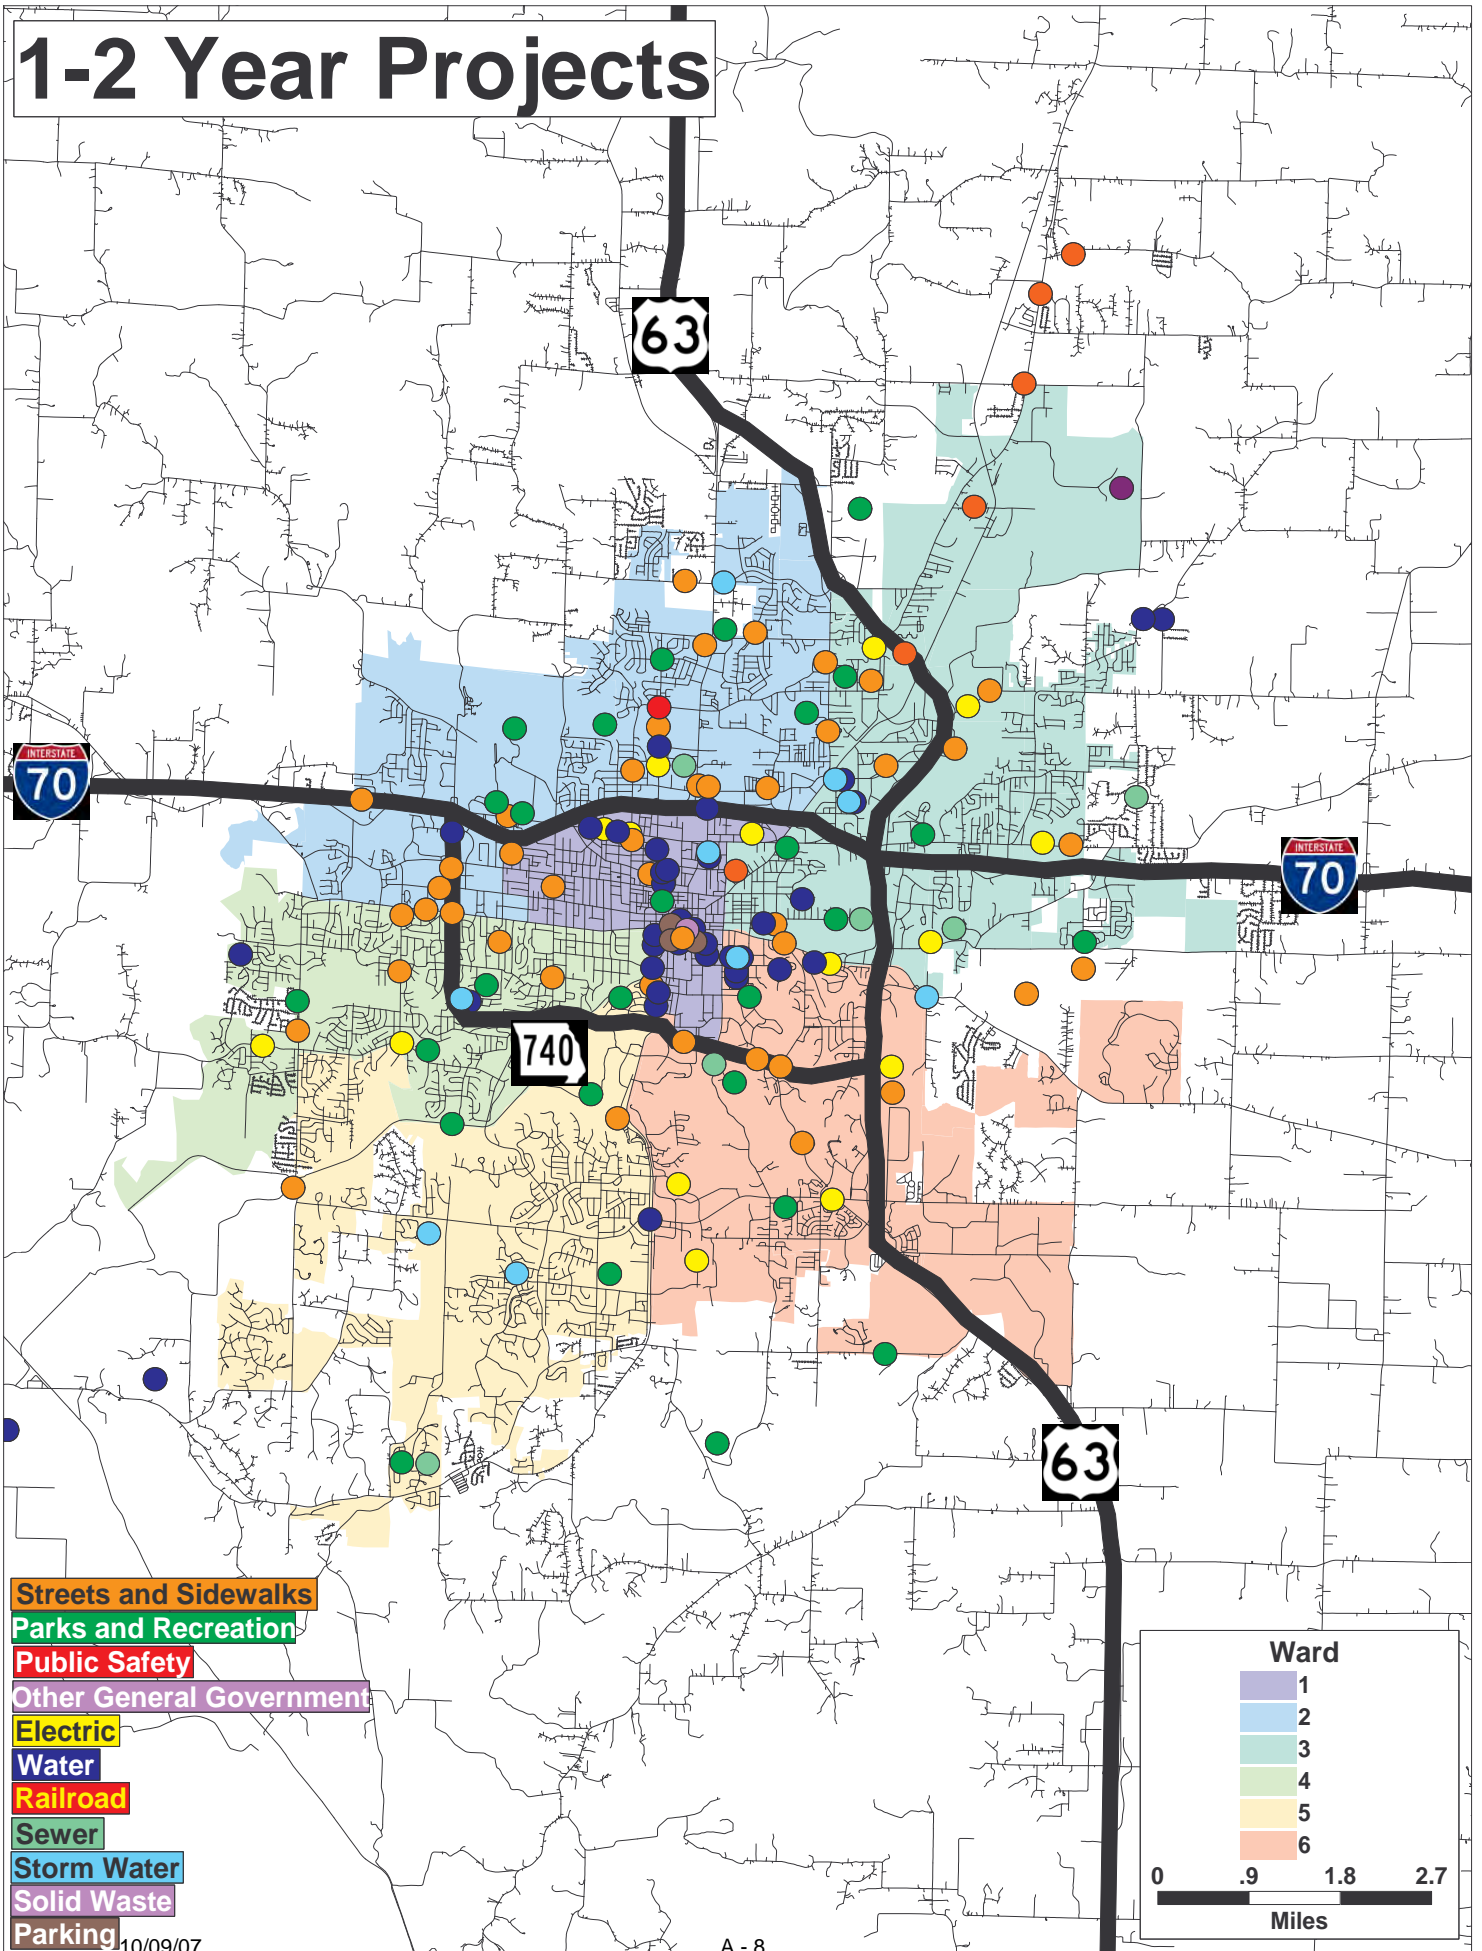 1-2 Year Projects
63
INTERSTATE
70
INTERSTATE
70
740
63
Streets and Sidewalks
Parks and Recreation
Public Safety
Other General Government
Electric
Water
Railroad
Sewer
Storm Water
Solid Waste
Parking
Ward
1
2
3
4
5
6
0 .9 1.8 2.7
Miles
10/09/07
A - 8